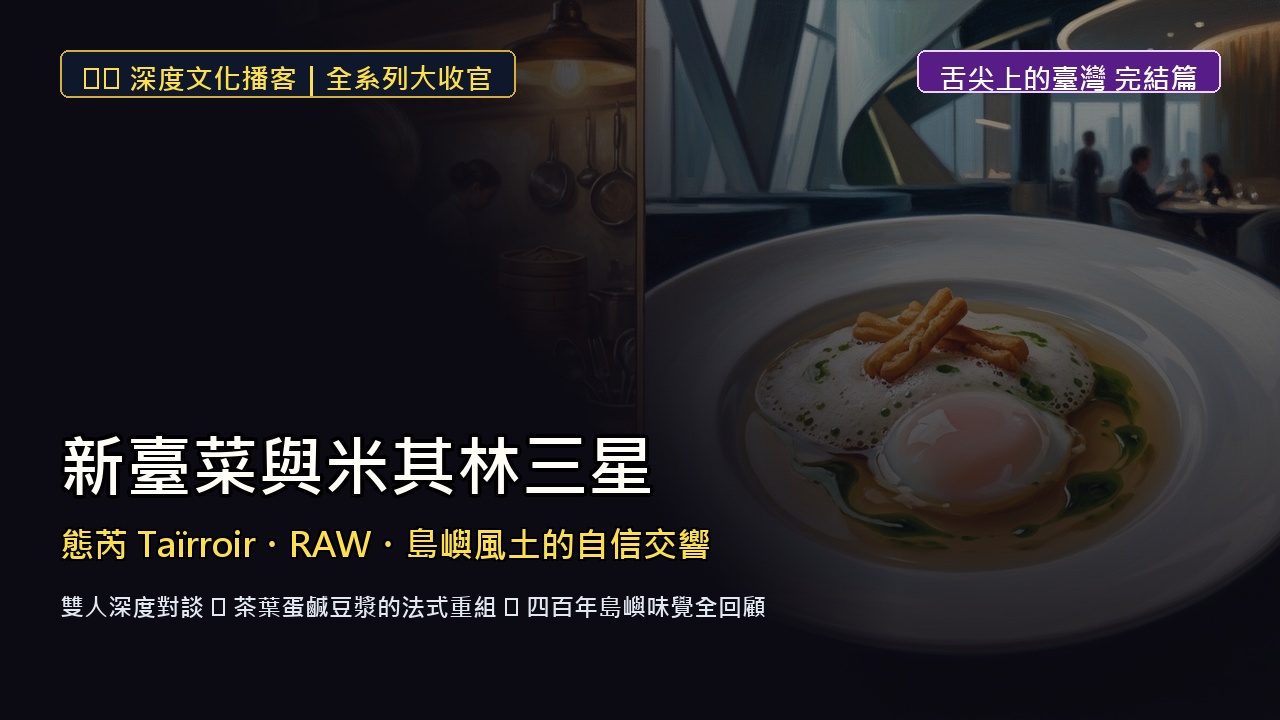 ▯▯ 深度文化播客 | 全系列大收官
舌尖上的臺灣 完結篇
新臺菜與米其林三星
態芮 Taïrroir · RAW · 島嶼風土的自信交響
雙人深度對談 ▯ 茶葉蛋鹹豆漿的法式重組 ▯ 四百年島嶼味覺全回顧